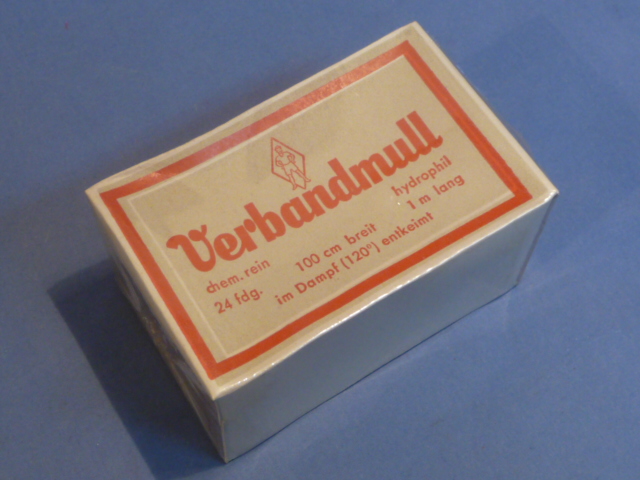 Verbandmull
chem. rein hydrophil
24 fdg. 100 cm breit 1 m lang
im Dampf (120°) entkeimt